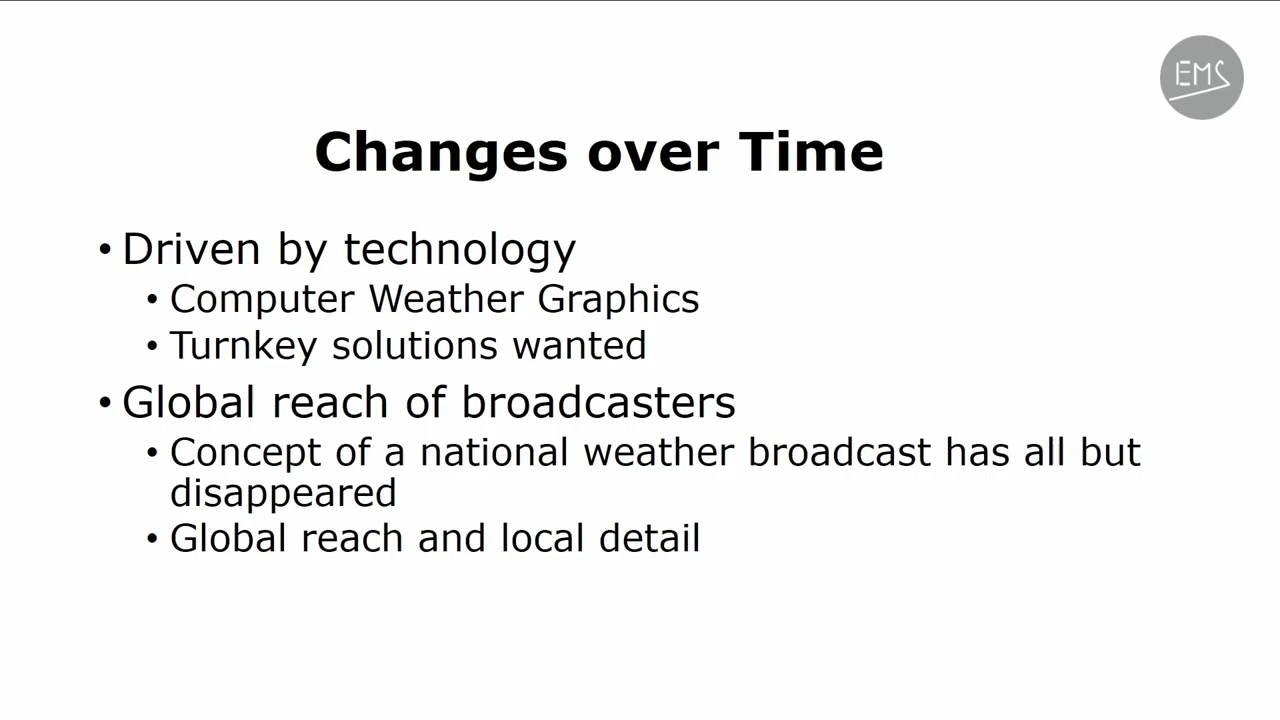 EMS
Changes over Time
• Driven by technology
• Computer Weather Graphics
• Turnkey solutions wanted
• Global reach of broadcasters
• Concept of a national weather broadcast has all but
disappeared
• Global reach and local detail